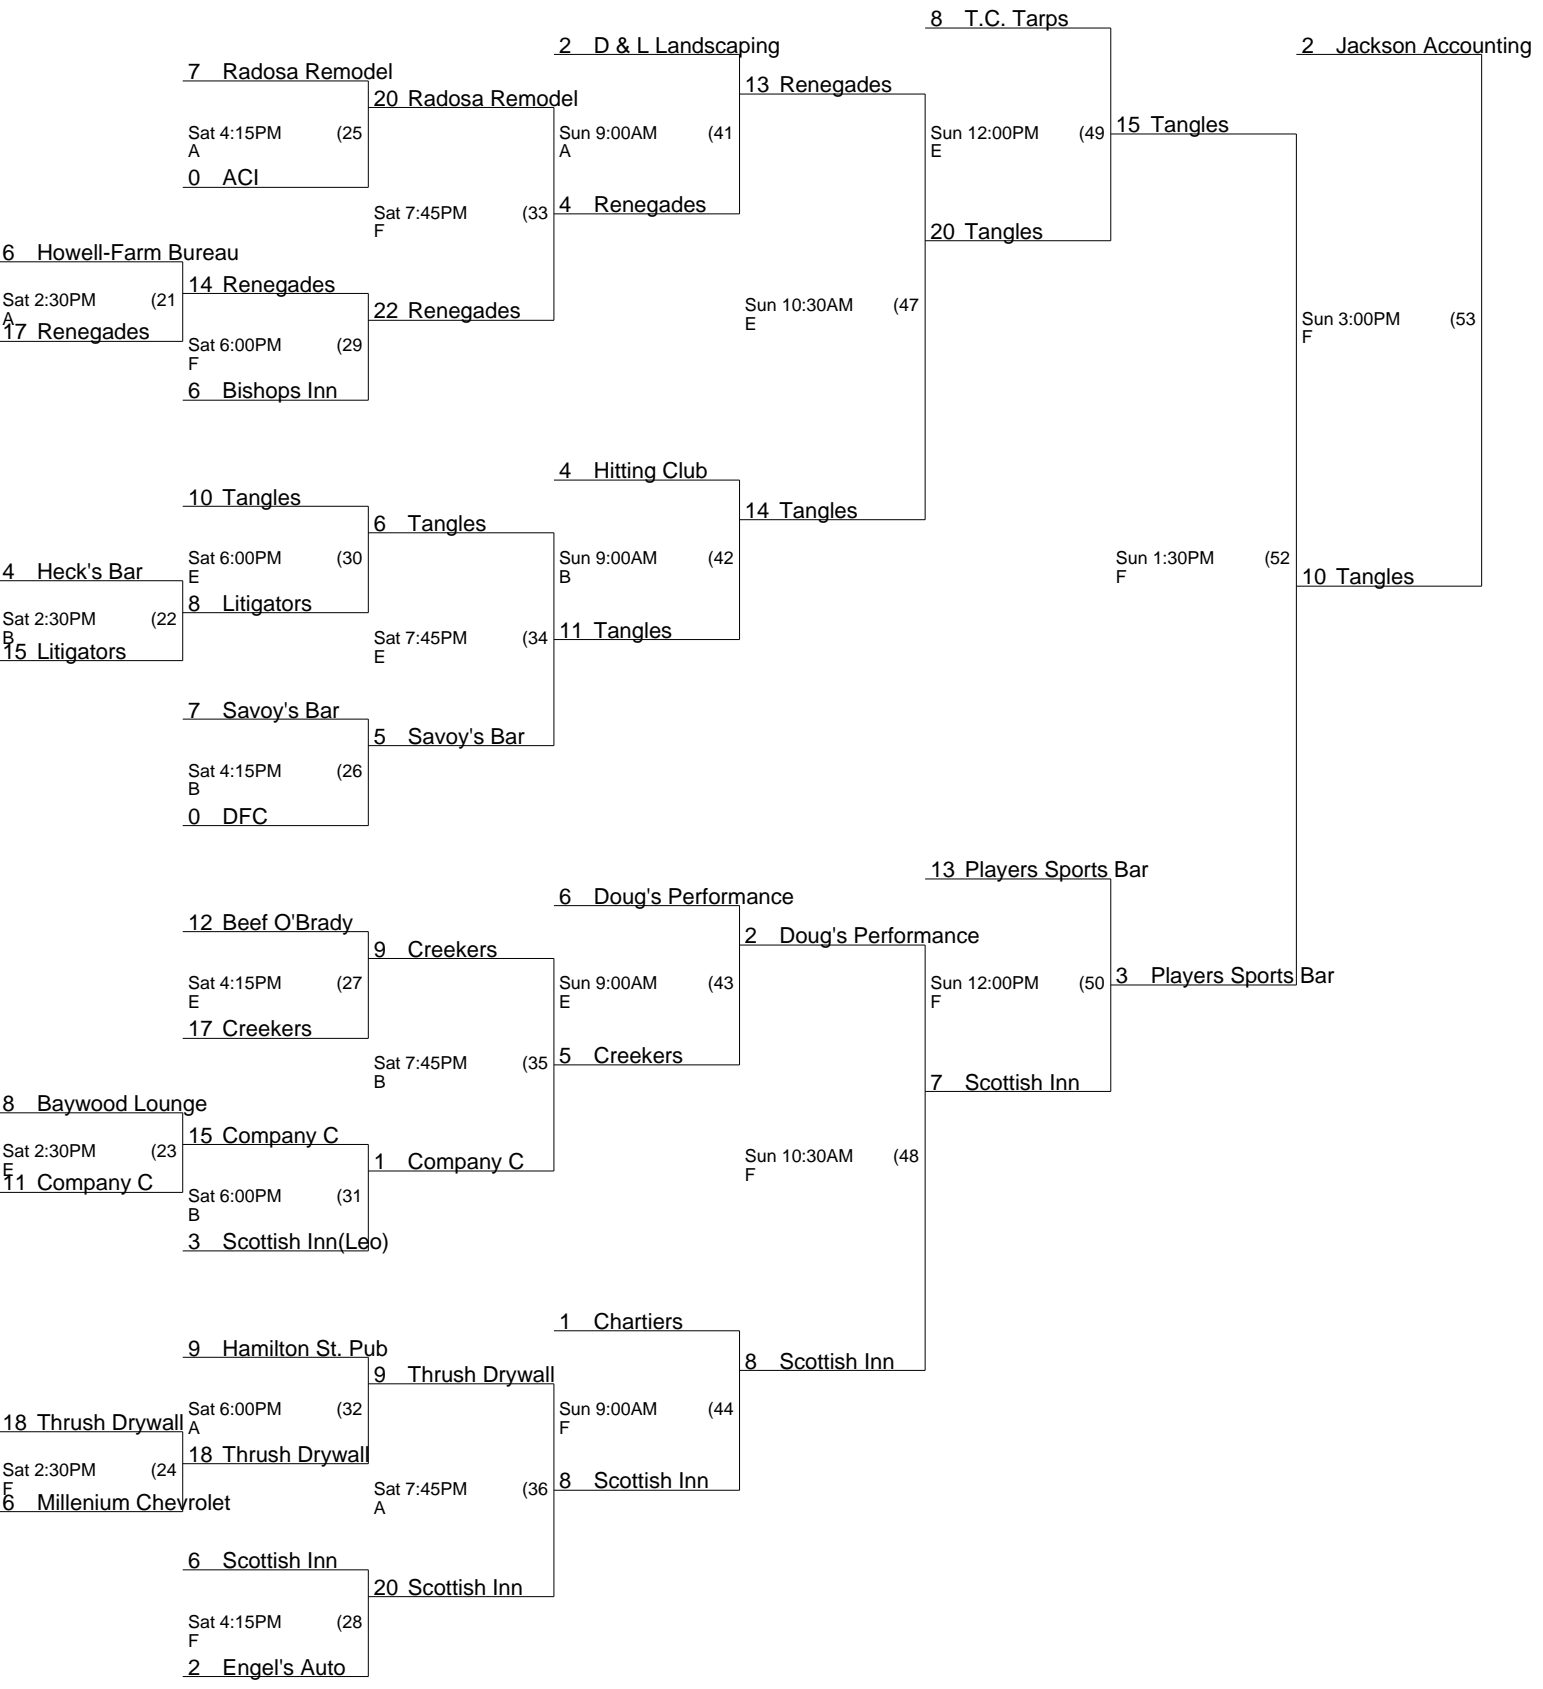 8 T.C. Tarps
2 D & L Landscaping
2 Jackson Accounting
7 Radosa Remodel
13 Renegades
20 Radosa Remodel
15 Tangles
Sat 4:15PM (25
A
Sun 9:00AM (41
A
Sun 12:00PM (49
E
0 ACI
4 Renegades
Sat 7:45PM (33
F
20 Tangles
6 Howell-Farm Bureau
14 Renegades
Sat 2:30PM (21
A
22 Renegades
Sun 10:30AM (47
E
Sun 3:00PM (53
F
17 Renegades
Sat 6:00PM (29
F
6 Bishops Inn
4 Hitting Club
10 Tangles
14 Tangles
6 Tangles
Sat 6:00PM (30
E
Sun 9:00AM (42
B
Sun 1:30PM (52
F
4 Heck's Bar
10 Tangles
8 Litigators
Sat 2:30PM (22
B
11 Tangles
Sat 7:45PM (34
E
15 Litigators
7 Savoy's Bar
5 Savoy's Bar
Sat 4:15PM (26
B
0 DFC
13 Players Sports Bar
6 Doug's Performance
12 Beef O'Brady
2 Doug's Performance
9 Creekers
Sat 4:15PM (27
E
Sun 9:00AM (43
E
Sun 12:00PM (50
F
3 Players Sports Bar
17 Creekers
5 Creekers
Sat 7:45PM (35
B
7 Scottish Inn
8 Baywood Lounge
15 Company C
Sat 2:30PM (23
E
1 Company C
Sun 10:30AM (48
F
11 Company C
Sat 6:00PM (31
B
3 Scottish Inn(Leo)
1 Chartiers
9 Hamilton St. Pub
8 Scottish Inn
9 Thrush Drywall
Sat 6:00PM (32
A
Sun 9:00AM (44
F
18 Thrush Drywall
18 Thrush Drywall
Sat 2:30PM (24
F
8 Scottish Inn
Sat 7:45PM (36
A
6 Millenium Chevrolet
6 Scottish Inn
20 Scottish Inn
Sat 4:15PM (28
F
2 Engel's Auto